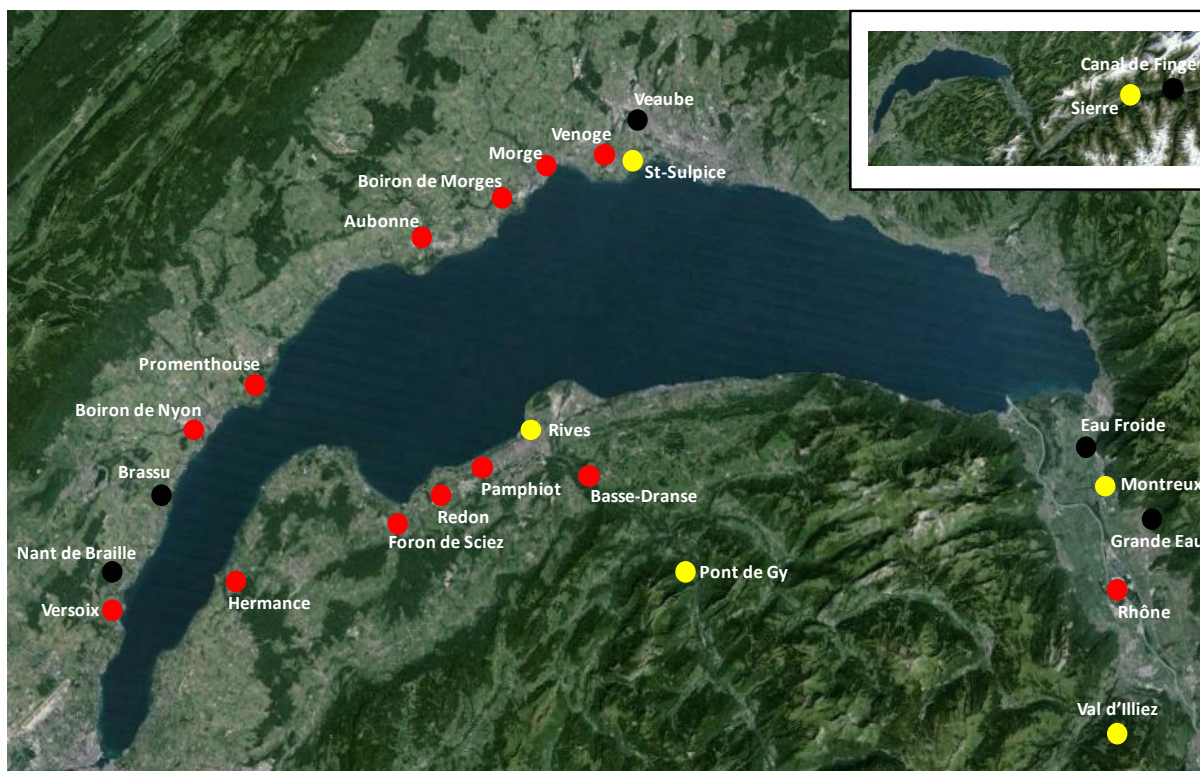 Canal de Finge
Sierre
Veaube
Venoge
Morge
St-Sulpice
Boiron de Morges
Aubonne
Promenthouse
Boiron de Nyon
Rives
Eau Froide
Brassu
Pamphiot
Basse-Dranse
Montreux
Redon
Foron de Sciez
Grande Eau
Nant de Braille
Pont de Gy
Hermance
Versoix
Rhône
Val d'Illiez